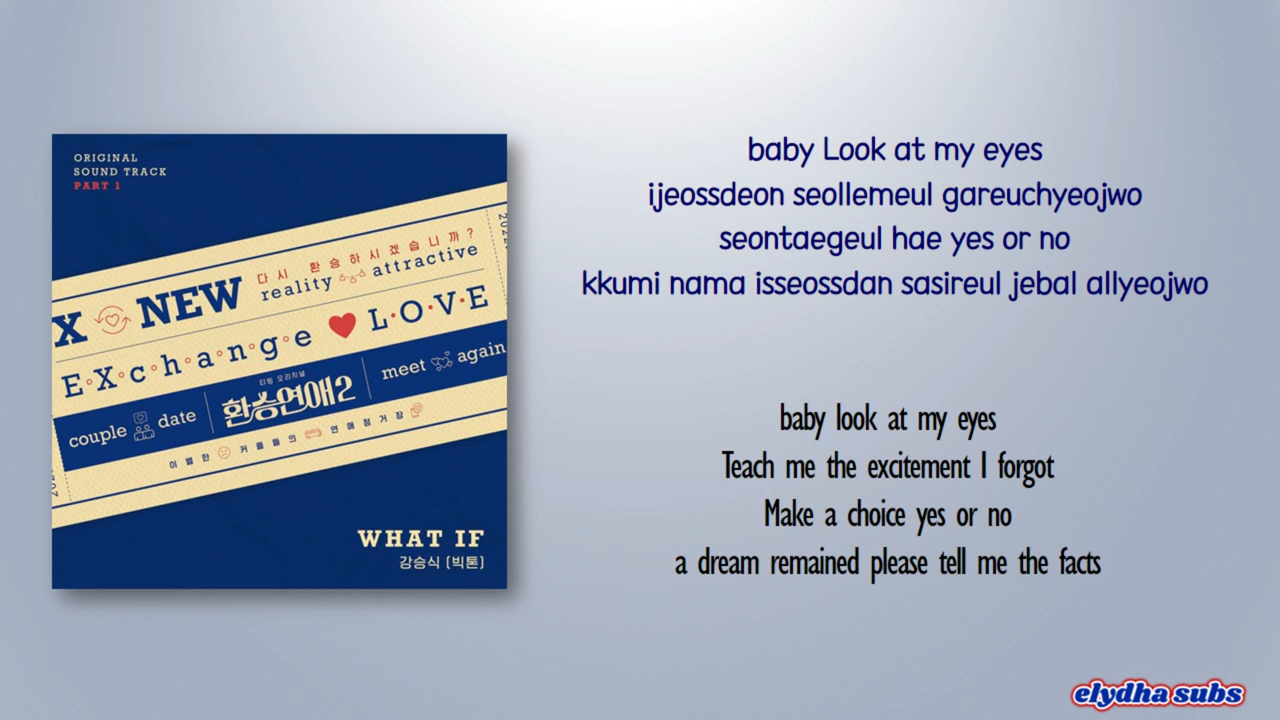 ORIGINAL
SOUND TRACK
PART 1
X NEW
다시 환승하시겠습니까?
reality attractive
EXchange L·O·V·E
couple date
티빙 오리지널
환승연애2
meet again
이별한 커플들의 연애정거장
WHAT IF
강승식 (빅톤)
baby Look at my eyes
ijeossdeon seollemeul gareuchyeojwo
seontaegeul hae yes or no
kkumi nama isseossdan sasireul jebal allyeojwo
baby look at my eyes
Teach me the excitement I forgot
Make a choice yes or no
a dream remained please tell me the facts
elydha subs